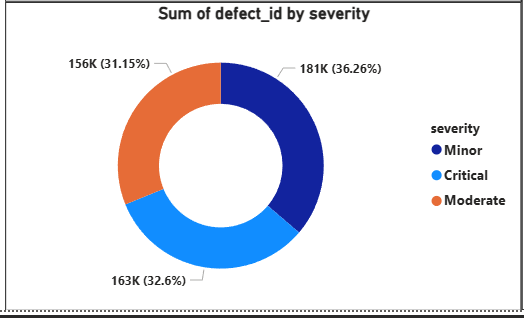 Sum of defect_id by severity
156K (31.15%)
181K (36.26%)
severity
Minor
Critical
Moderate
163K (32.6%)